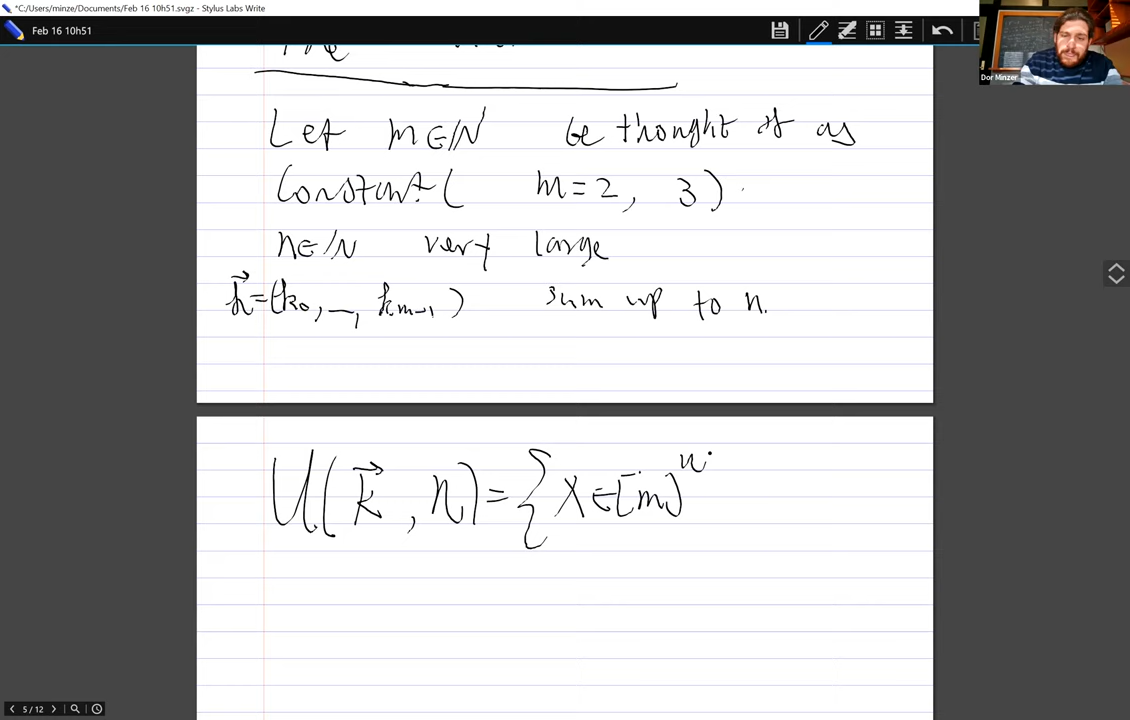 *C:/Users/minze/Documents/Feb 16 10h51.svgz - Stylus Labs Write
Feb 16 10h51
Dor Minzer
Let m∈ℕ be thought of as
Constant ( m=2, 3)
n∈ℕ very large
k⃗=(k₀,…,kₘ₋₁) sum up to n.
U(k⃗, n)={x∈[m]ⁿ
5 / 12